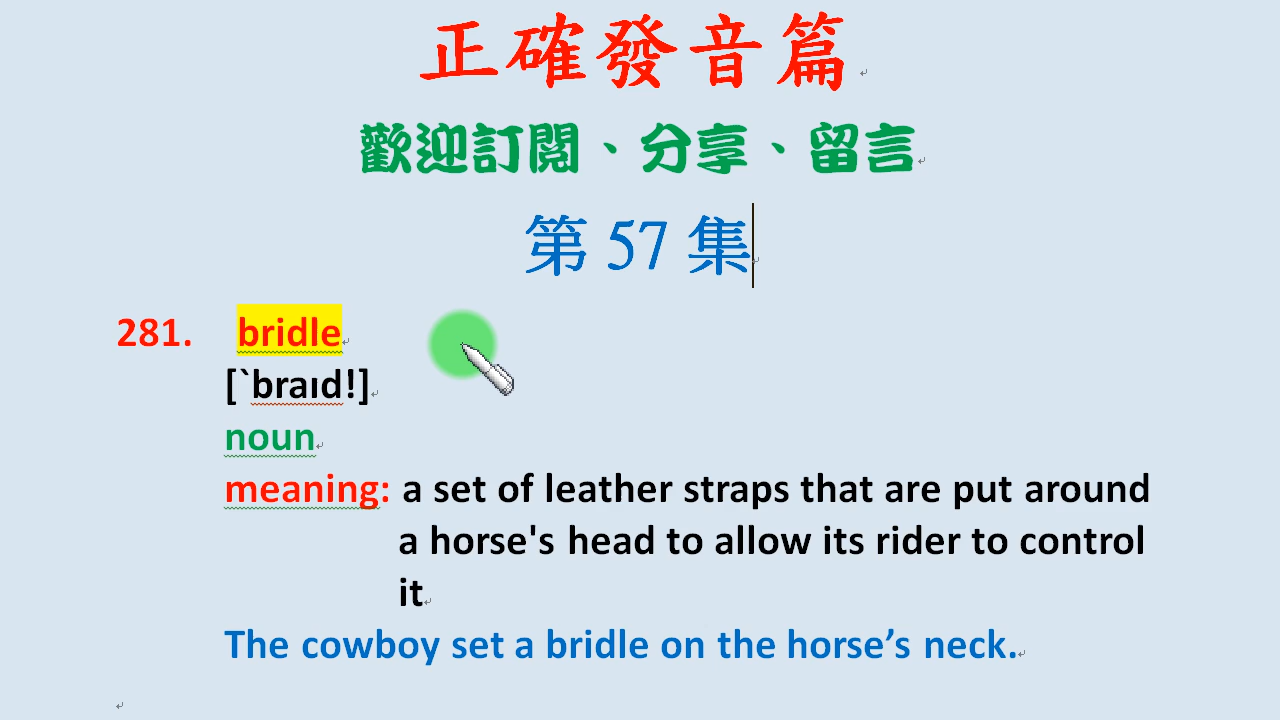 正確發音篇
歡迎訂閱、分享、留言
第 57 集
281. bridle
[`braɪd!]
noun
meaning: a set of leather straps that are put around
a horse's head to allow its rider to control
it
The cowboy set a bridle on the horse’s neck.